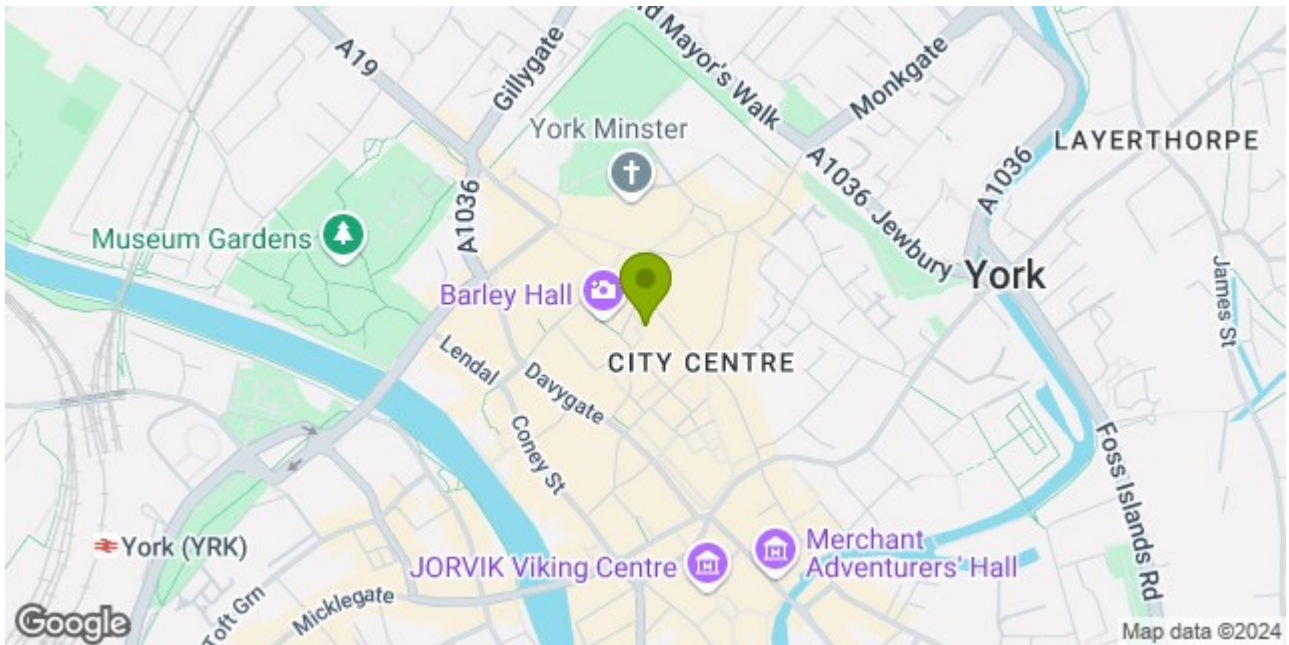 A19
Gillygate
nd Mayor's Walk
Monkgate
York Minster
LAYERTHORPE
A1036
A1036 Jewbury
A1036
Museum Gardens
York
James St
Barley Hall
CITY CENTRE
Lendal
Davygate
Coney St
Foss Islands Rd
York (YRK)
JORVIK Viking Centre
Merchant
Adventurers' Hall
Toft Grn
Micklegate
Google
Map data ©2024